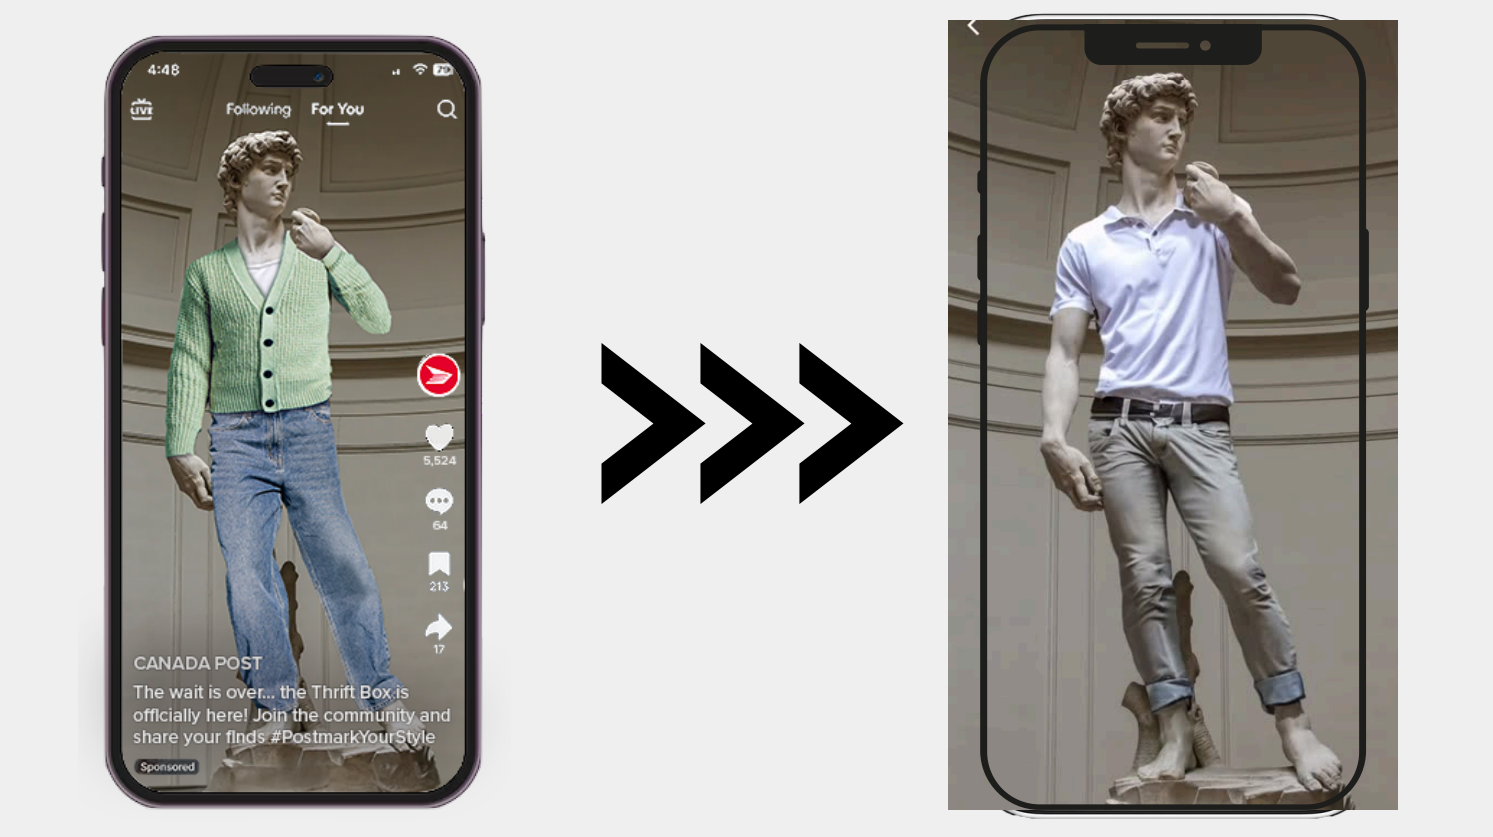 4:48
79
LIVE
Following For You
5,524
64
213
17
CANADA POST
The wait is over... the Thrift Box is
officially here! Join the community and
share your finds #PostmarkYourStyle
Sponsored